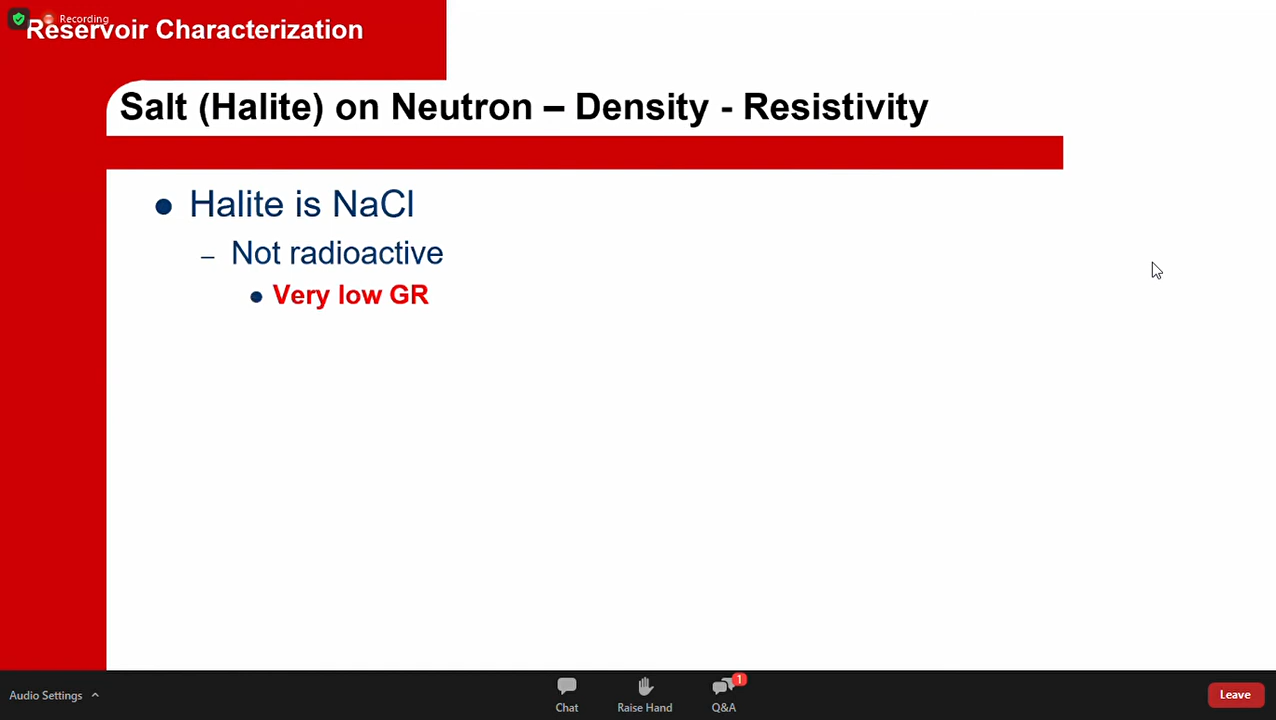 Recording
Reservoir Characterization
Salt (Halite) on Neutron – Density - Resistivity
● Halite is NaCl
– Not radioactive
● Very low GR
Audio Settings
Chat
Raise Hand
1
Q&A
Leave